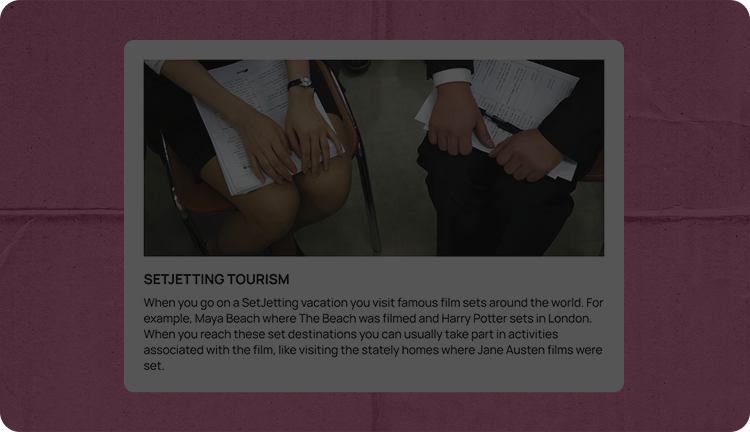 SETJETTING TOURISM
When you go on a SetJetting vacation you visit famous film sets around the world. For
example, Maya Beach where The Beach was filmed and Harry Potter sets in London.
When you reach these set destinations you can usually take part in activities
associated with the film, like visiting the stately homes where Jane Austen films were
set.